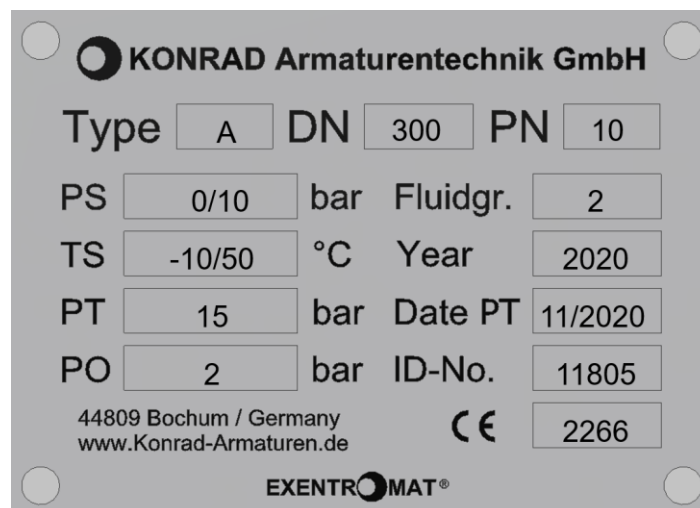 KONRAD Armaturentechnik GmbH
Type A DN 300 PN 10
PS 0/10 bar Fluidgr. 2
TS -10/50 °C Year 2020
PT 15 bar Date PT 11/2020
PO 2 bar ID-No. 11805
44809 Bochum / Germany
www.Konrad-Armaturen.de
CE 2266
EXENTROMAT®